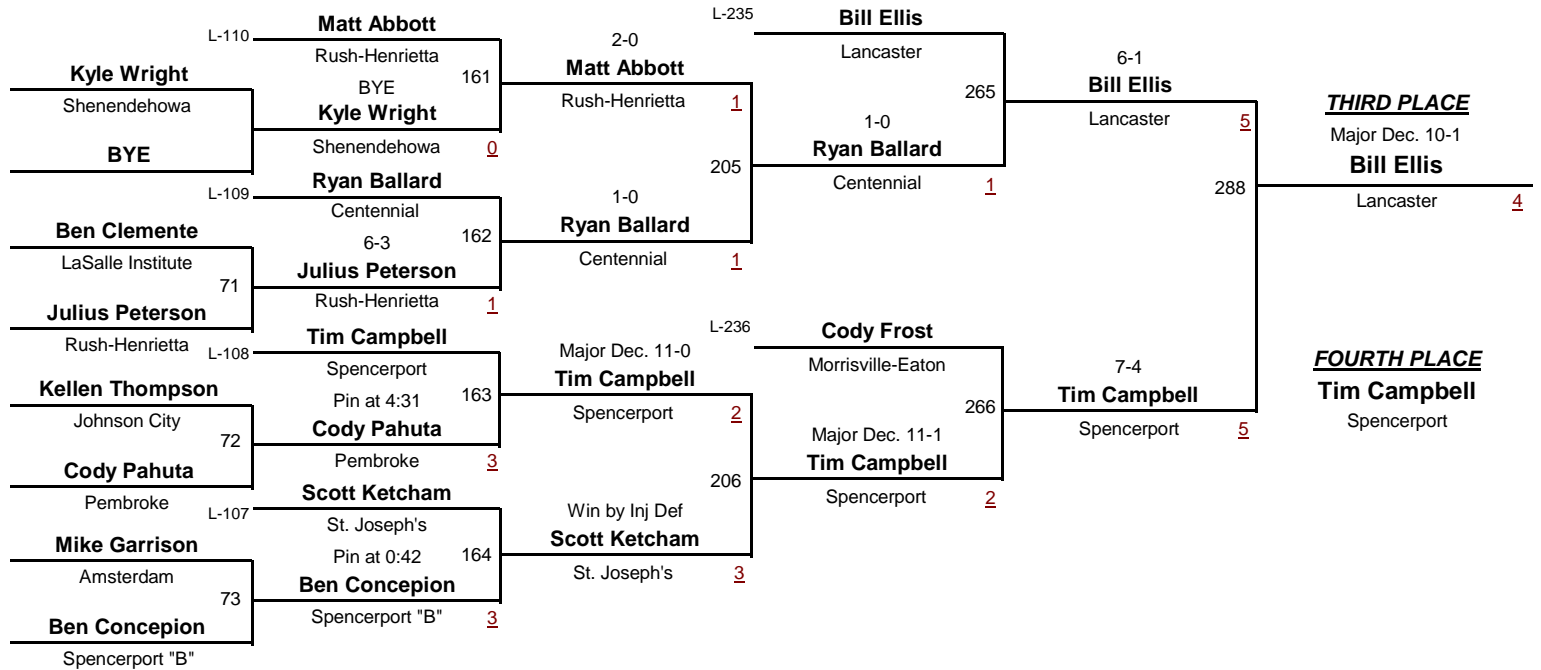 L-110
Matt Abbott
Rush-Henrietta
Kyle Wright
Shenendehowa
BYE
BYE
Kyle Wright
Shenendehowa
0
161
L-109
Ryan Ballard
Centennial
Ben Clemente
LaSalle Institute
71
Julius Peterson
Rush-Henrietta
6-3
Julius Peterson
Rush-Henrietta
1
162
L-108
Tim Campbell
Spencerport
Kellen Thompson
Johnson City
72
Cody Pahuta
Pembroke
Pin at 4:31
Cody Pahuta
Pembroke
3
163
L-107
Scott Ketcham
St. Joseph's
Mike Garrison
Amsterdam
73
Ben Concepion
Spencerport "B"
Pin at 0:42
Ben Concepion
Spencerport "B"
3
164
2-0
Matt Abbott
Rush-Henrietta
1
205
1-0
Ryan Ballard
Centennial
1
Major Dec. 11-0
Tim Campbell
Spencerport
2
206
Win by Inj Def
Scott Ketcham
St. Joseph's
3
L-235
Bill Ellis
Lancaster
265
1-0
Ryan Ballard
Centennial
1
L-236
Cody Frost
Morrisville-Eaton
266
Major Dec. 11-1
Tim Campbell
Spencerport
2
6-1
Bill Ellis
Lancaster
5
288
7-4
Tim Campbell
Spencerport
5
THIRD PLACE
Major Dec. 10-1
Bill Ellis
Lancaster
4
FOURTH PLACE
Tim Campbell
Spencerport